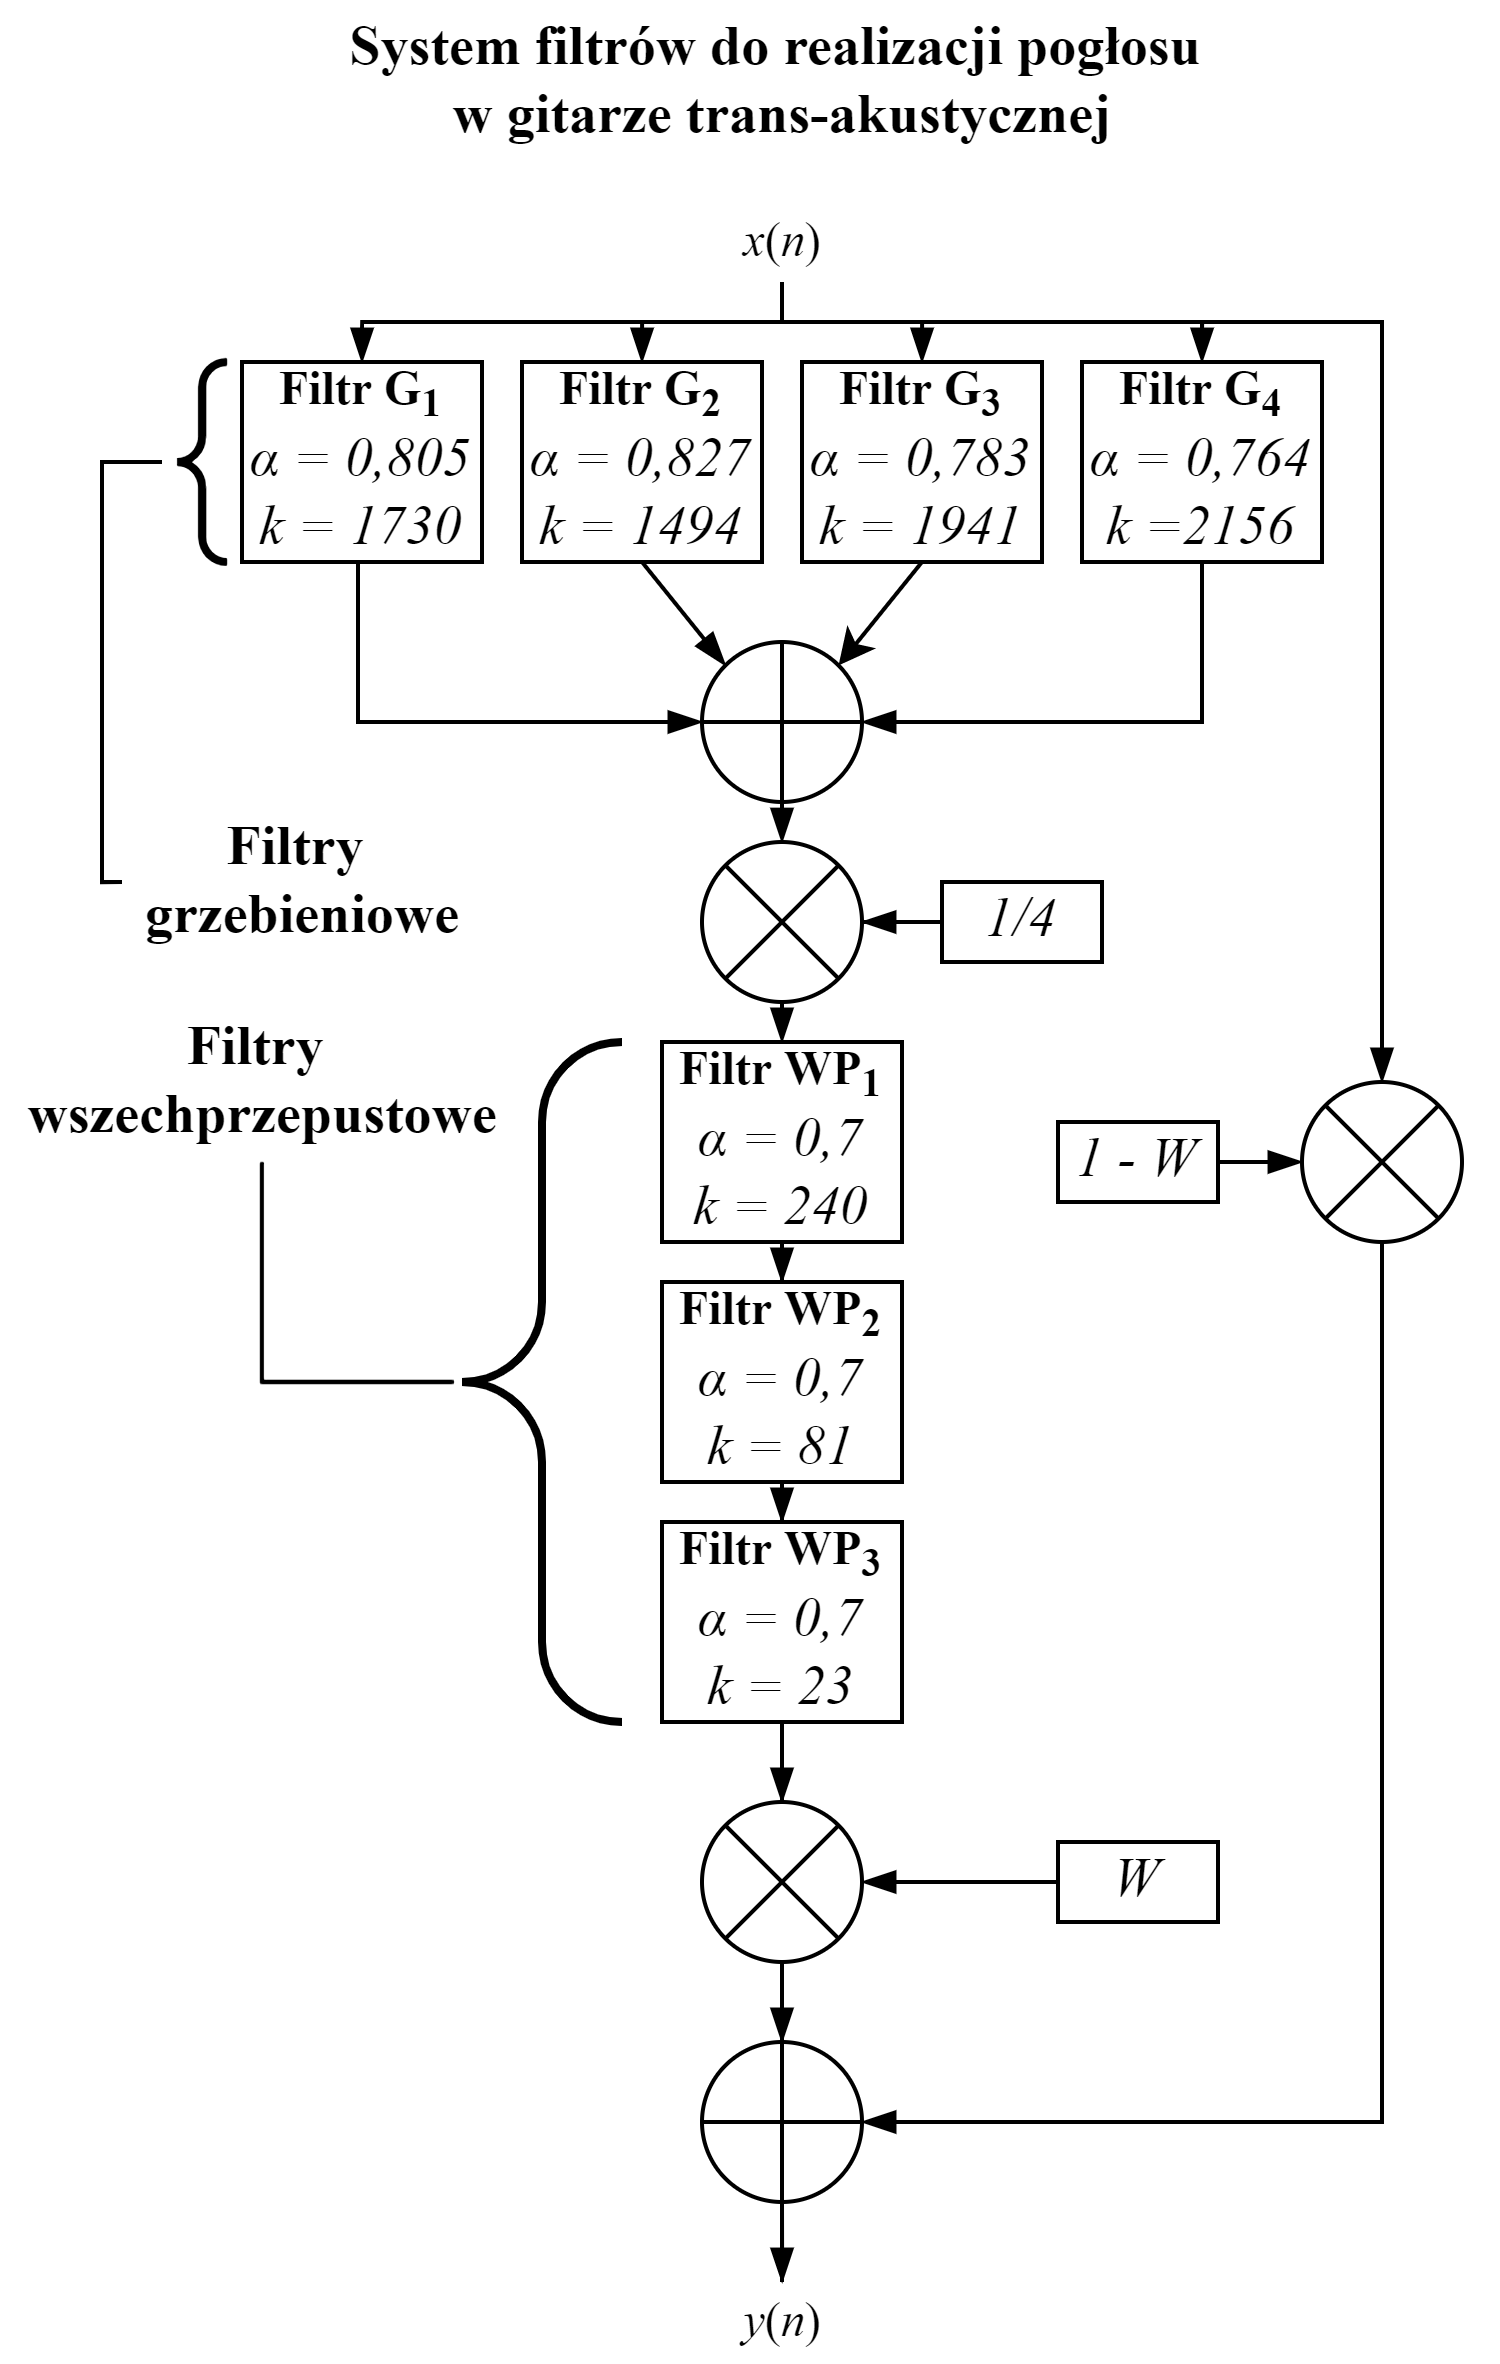 System filtrów do realizacji pogłosu
w gitarze trans-akustycznej
x(n)
Filtr G1
α = 0,805
k = 1730
Filtr G2
α = 0,827
k = 1494
Filtr G3
α = 0,783
k = 1941
Filtr G4
α = 0,764
k =2156
Filtry
grzebieniowe
1/4
Filtry
wszechprzepustowe
Filtr WP1
α = 0,7
k = 240
1 - W
Filtr WP2
α = 0,7
k = 81
Filtr WP3
α = 0,7
k = 23
W
y(n)